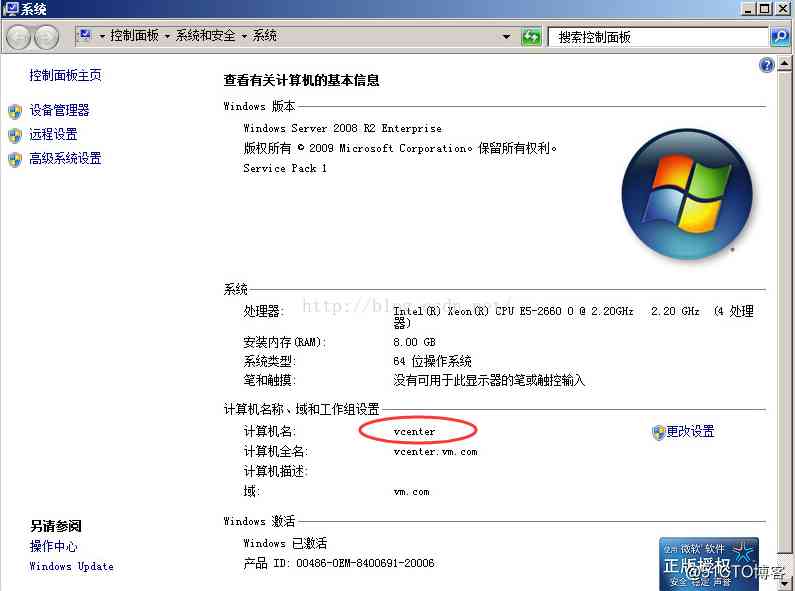 系统
控制面板 系统和安全 系统
搜索控制面板
控制面板主页
设备管理器
远程设置
高级系统设置
查看有关计算机的基本信息
Windows 版本
Windows Server 2008 R2 Enterprise
版权所有 © 2009 Microsoft Corporation。保留所有权利。
Service Pack 1
系统
处理器: Intel(R) Xeon(R) CPU E5-2660 0 @ 2.20GHz 2.20 GHz (4 处理
器)
安装内存(RAM): 8.00 GB
系统类型: 64 位操作系统
笔和触摸: 没有可用于此显示器的笔或触控输入
计算机名称、域和工作组设置
计算机名: vcenter
更改设置
计算机全名: vcenter.vm.com
计算机描述:
域: vm.com
Windows 激活
Windows 已激活
产品 ID: 00486-OEM-8400691-20006
另请参阅
操作中心
Windows Update
使用 微软 软件
正版授权
安全 稳定 声誉
http://blog.csdn.net/
@51CTO博客